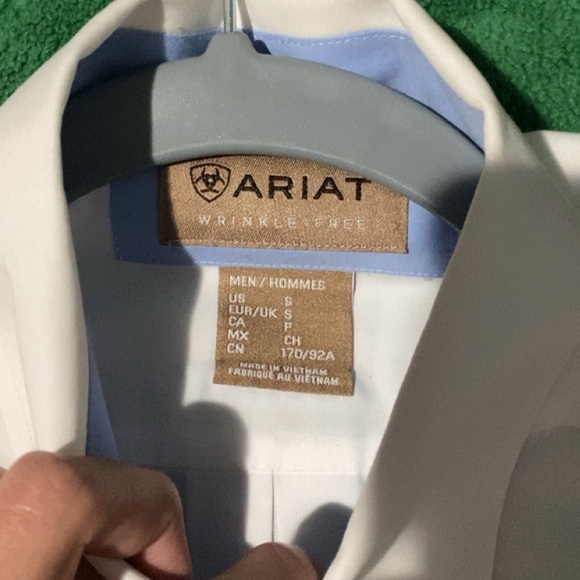 ARIAT
WRINKLE-FREE
MEN/HOMMES
US S
EUR/UK S
CA P
MX CH
CN 170/92A
MADE IN VIETNAM
FABRIQUÉ AU VIETNAM